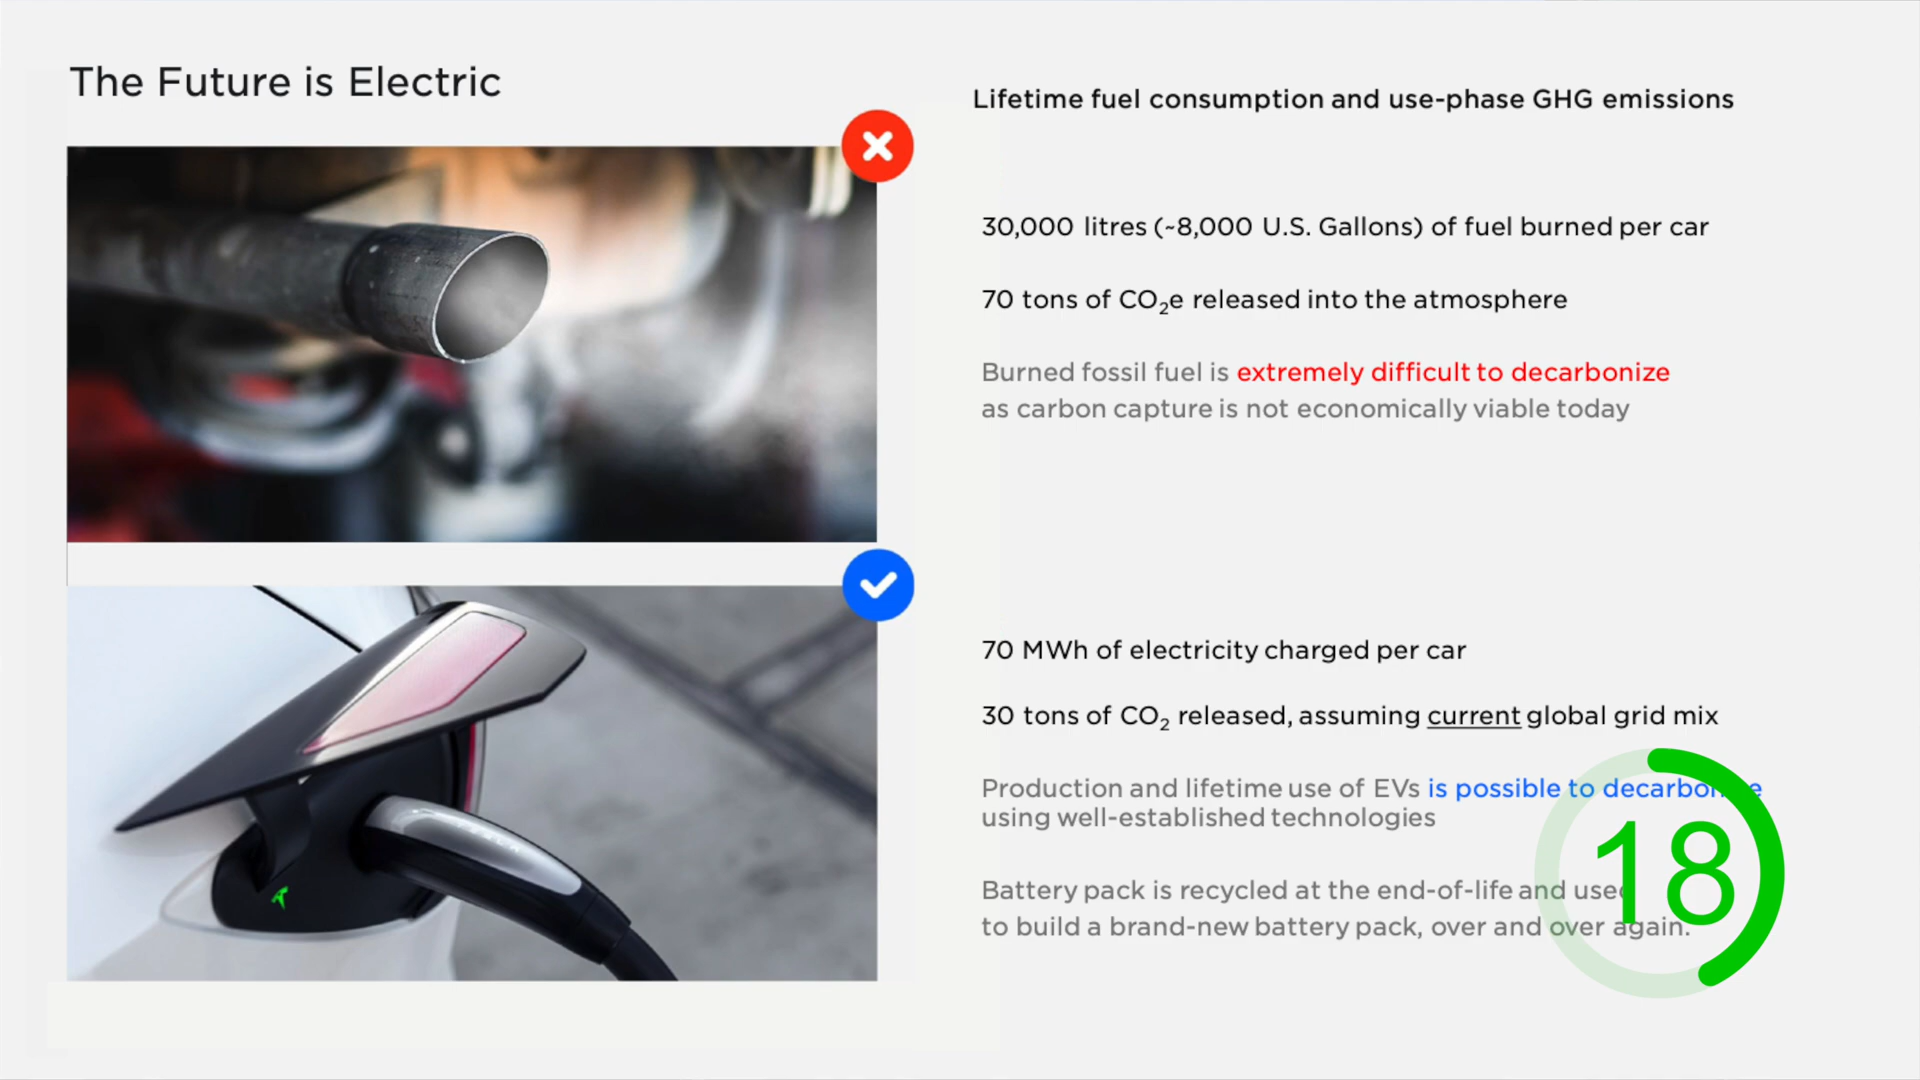 The Future is Electric
Lifetime fuel consumption and use-phase GHG emissions
30,000 litres (~8,000 U.S. Gallons) of fuel burned per car
70 tons of CO₂e released into the atmosphere
Burned fossil fuel is extremely difficult to decarbonize
as carbon capture is not economically viable today
70 MWh of electricity charged per car
30 tons of CO₂ released, assuming current global grid mix
Production and lifetime use of EVs is possible to decarbonize
using well-established technologies
Battery pack is recycled at the end-of-life and used
to build a brand-new battery pack, over and over again.
18